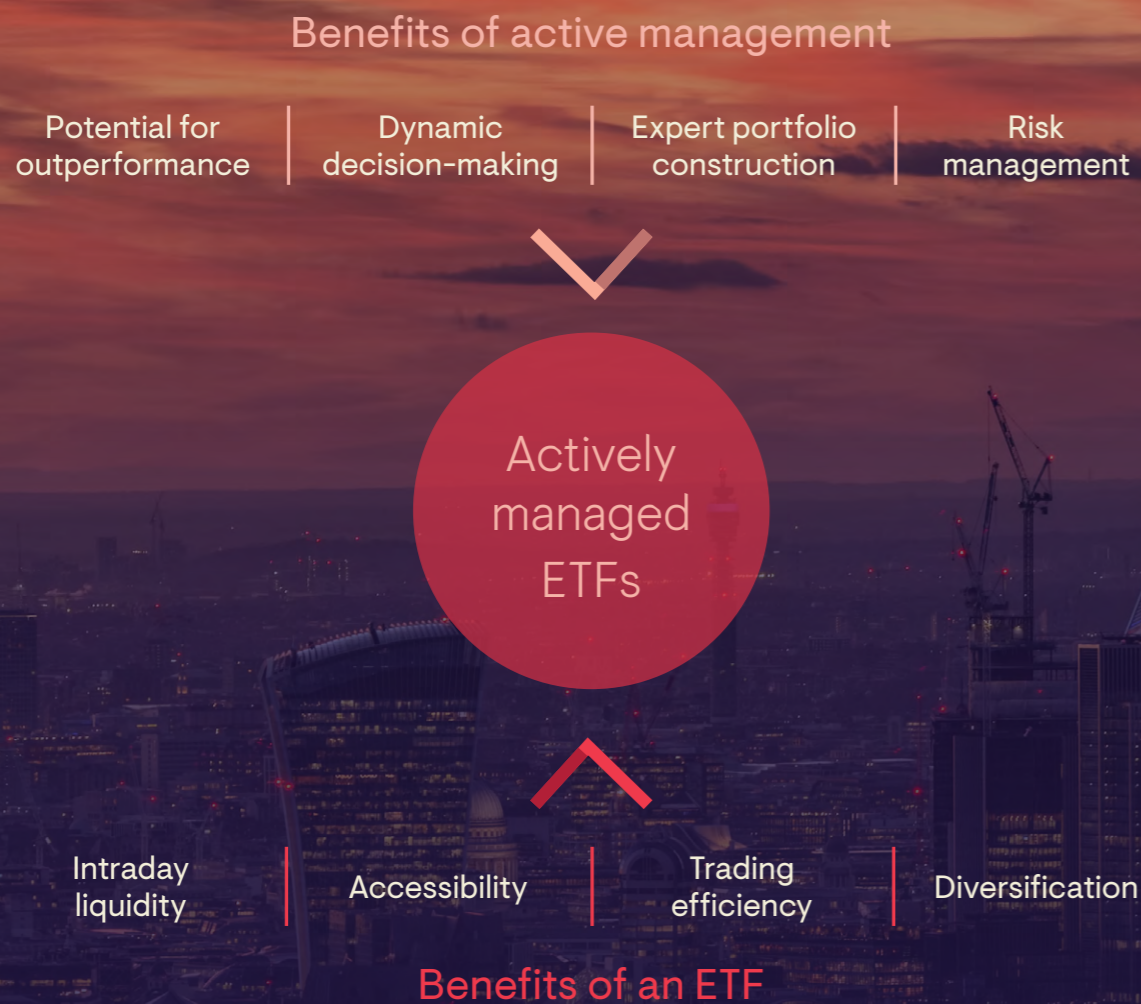 Benefits of active management
Potential for
outperformance
Dynamic
decision-making
Expert portfolio
construction
Risk
management
Actively
managed
ETFs
Intraday
liquidity
Accessibility
Trading
efficiency
Diversification
Benefits of an ETF